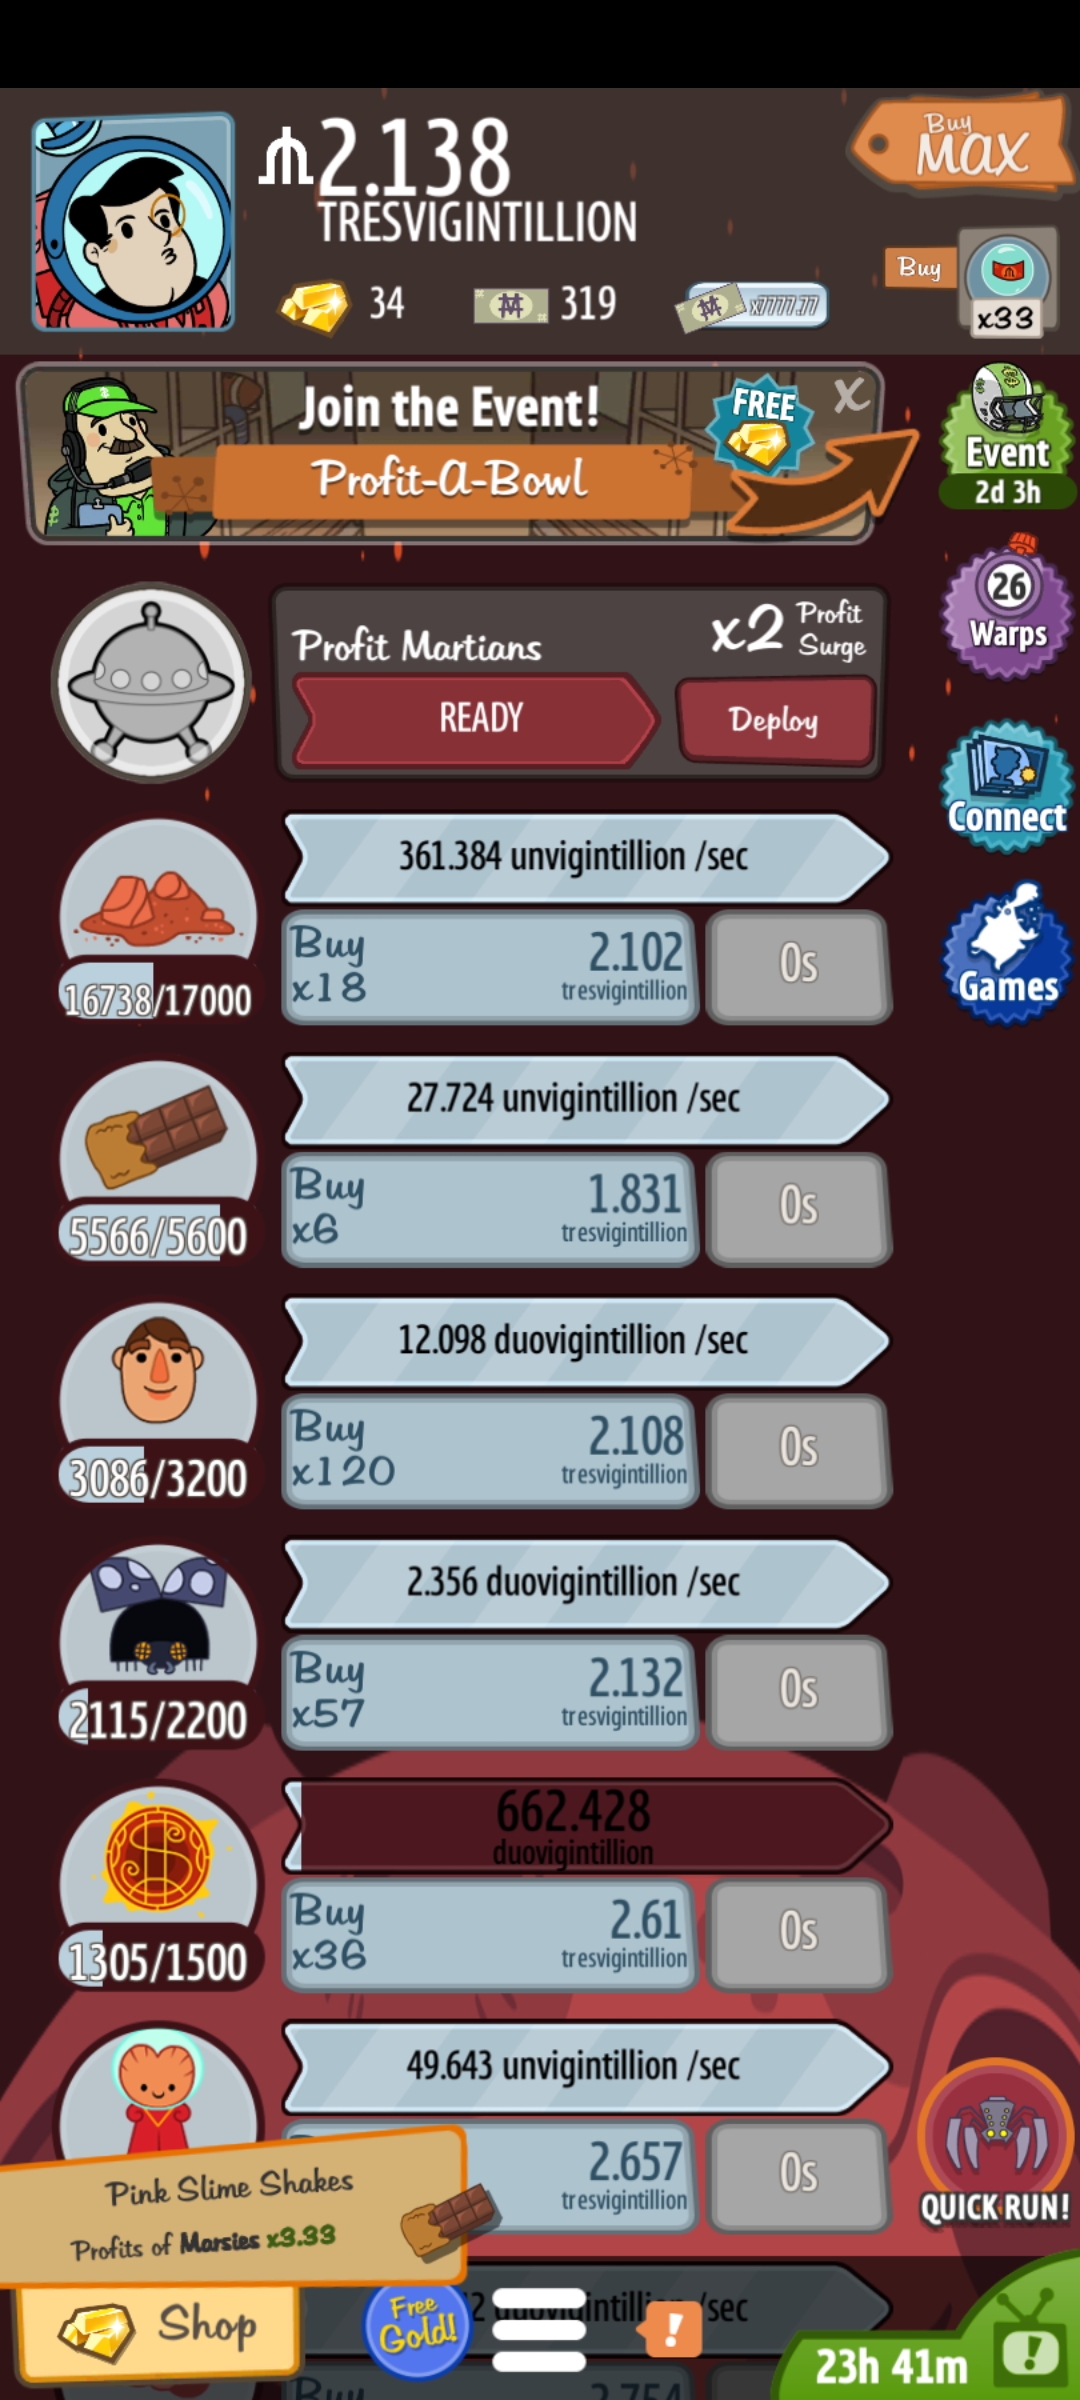 2.138
TRESVIGINTILLION
Buy
MAX
34
319
x7777.77
Buy
x33
Join the Event!
Profit-A-Bowl
FREE
X
Event
2d 3h
Profit Martians
x2 Profit Surge
READY
Deploy
26
Warps
361.384 unvigintillion /sec
Buy
x18
2.102
tresvigintillion
0s
16738/17000
Connect
Games
27.724 unvigintillion /sec
Buy
x6
1.831
tresvigintillion
0s
5566/5600
12.098 duovigintillion /sec
Buy
x120
2.108
tresvigintillion
0s
3086/3200
2.356 duovigintillion /sec
Buy
x57
2.132
tresvigintillion
0s
2115/2200
662.428
duovigintillion
Buy
x36
2.61
tresvigintillion
0s
1305/1500
49.643 unvigintillion /sec
2.657
tresvigintillion
0s
QUICK RUN!
Pink Slime Shakes
Profits of Marsies x3.33
Shop
Free
Gold!
2 duovigintillion /sec
!
23h 41m
!
Buy
2.754